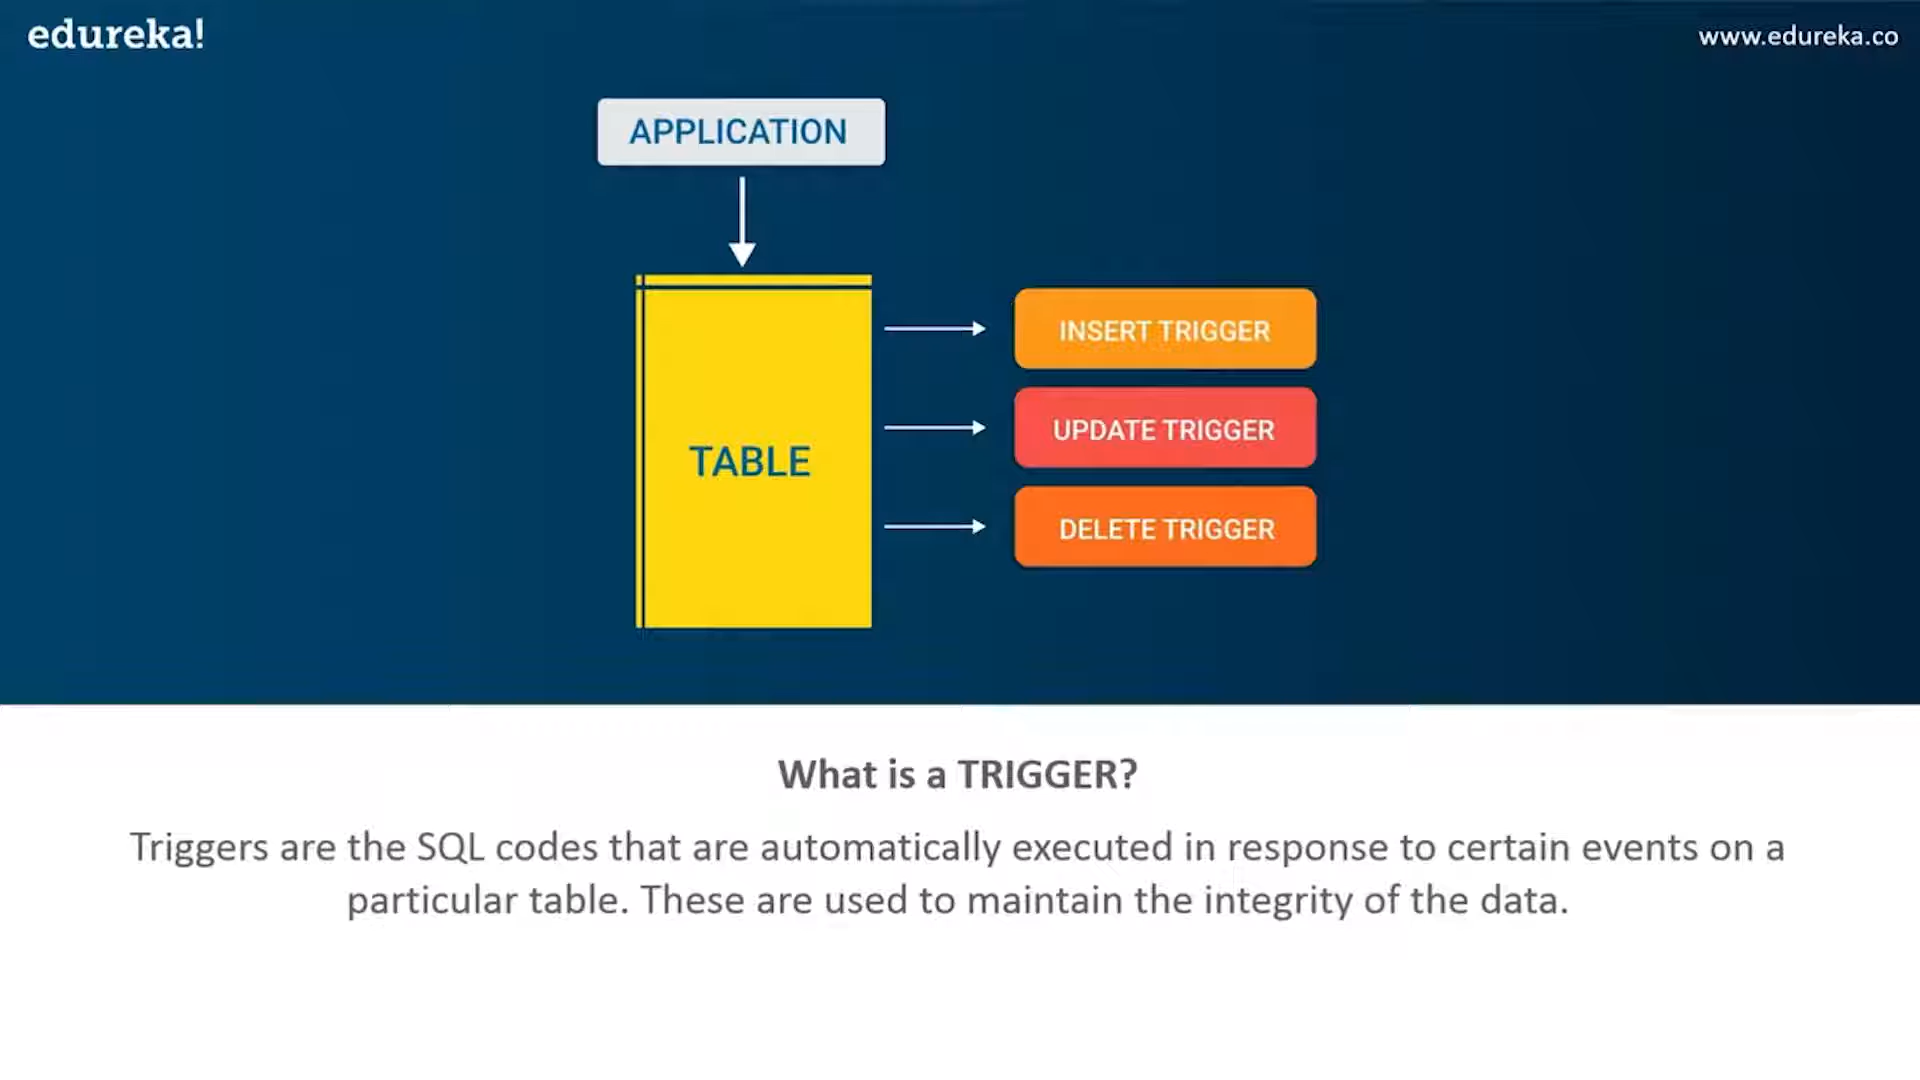 edureka!
www.edureka.co
APPLICATION
TABLE
INSERT TRIGGER
UPDATE TRIGGER
DELETE TRIGGER
What is a TRIGGER?
Triggers are the SQL codes that are automatically executed in response to certain events on a
particular table. These are used to maintain the integrity of the data.